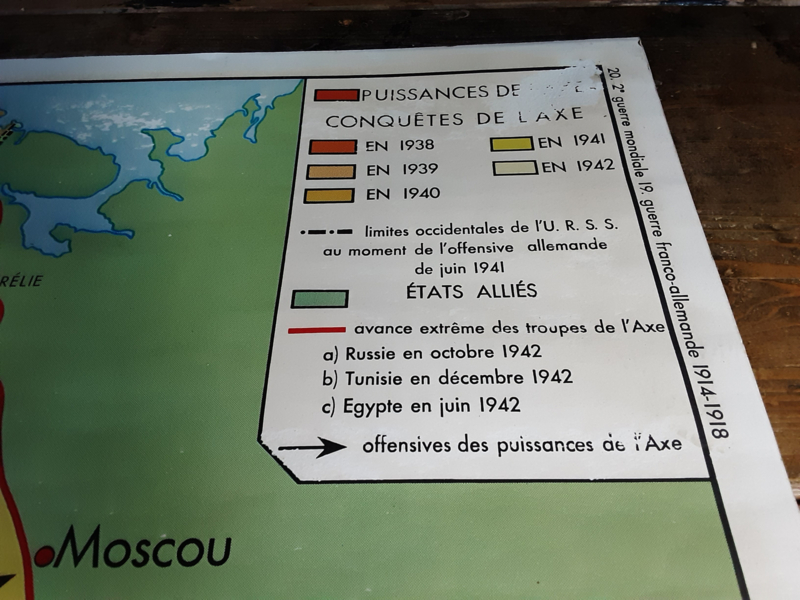 PUISSANCES DE
CONQUÊTES DE L'AXE
EN 1938
EN 1939
EN 1940
EN 1941
EN 1942
limites occidentales de l'U. R. S. S.
au moment de l'offensive allemande
de juin 1941
ÉTATS ALLIÉS
avance extrême des troupes de l'Axe
a) Russie en octobre 1942
b) Tunisie en décembre 1942
c) Egypte en juin 1942
offensives des puissances de l'Axe
20. 2e guerre mondiale 19. guerre franco-allemande 1914-1918
RÉLIE
Moscou